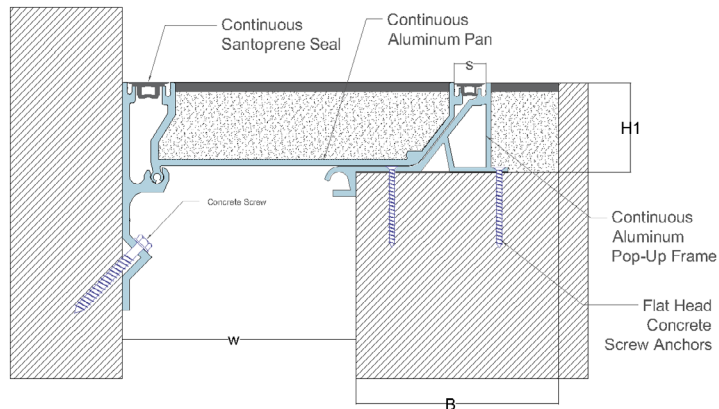 Continuous
Santoprene Seal
Continuous
Aluminum Pan
S
H1
Concrete Screw
Continuous
Aluminum
Pop-Up Frame
Flat Head
Concrete
Screw Anchors
w
B